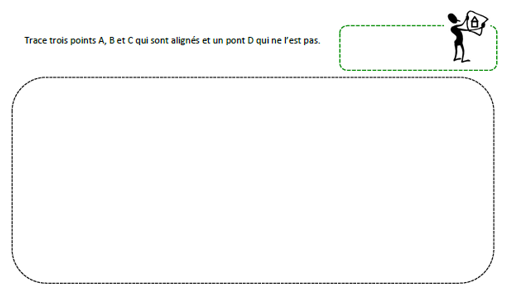 Trace trois points A, B et C qui sont alignés et un pont D qui ne l'est pas.